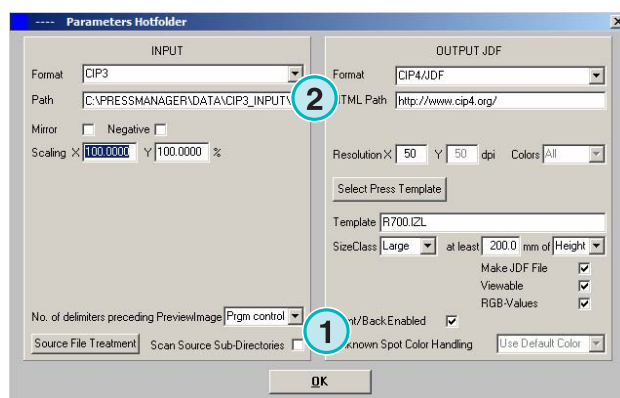 ---- Parameters Hotfolder
INPUT
Format CIP3
Path C:\PRESSMANAGER\DATA\CIP3_INPUT\
Mirror Negative
Scaling X 100.0000 Y 100.0000 %
No. of delimiters preceding PreviewImage Prgm control
Source File Treatment Scan Source Sub-Directories
1
2
OUTPUT JDF
Format CIP4/JDF
HTML Path http://www.cip4.org/
Resolution X 50 Y 50 dpi Colors All
Select Press Template
Template R700.IZL
SizeClass Large at least 200.0 mm of Height
Make JDF File
Viewable
RGB-Values
nt/Back Enabled
known Spot Color Handling Use Default Color
OK